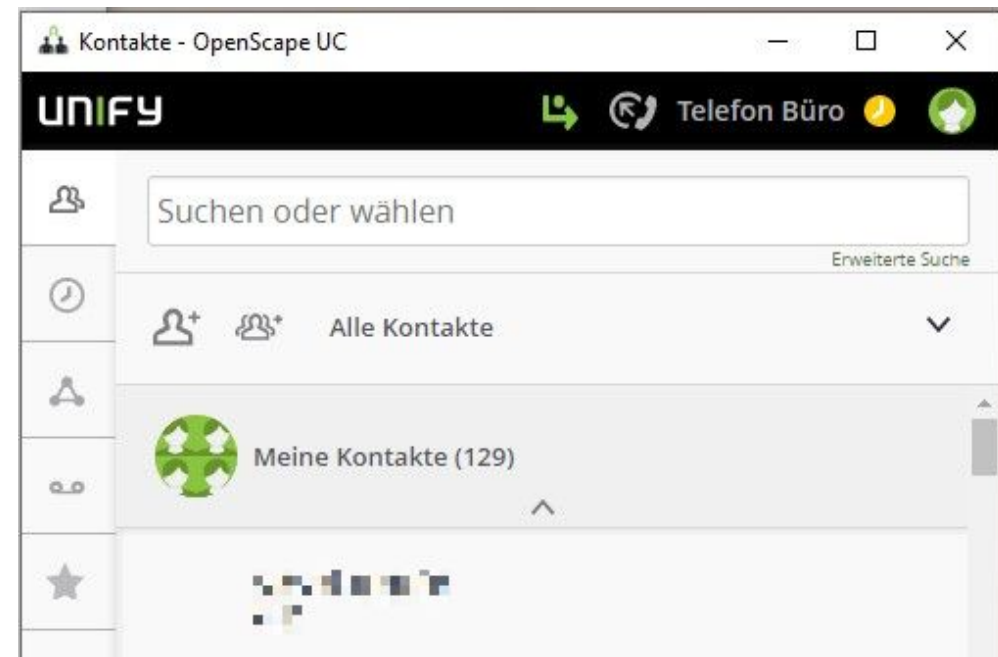 Kontakte - OpenScape UC
UNIFY
Telefon Büro
Suchen oder wählen
Erweiterte Suche
Alle Kontakte
Meine Kontakte (129)